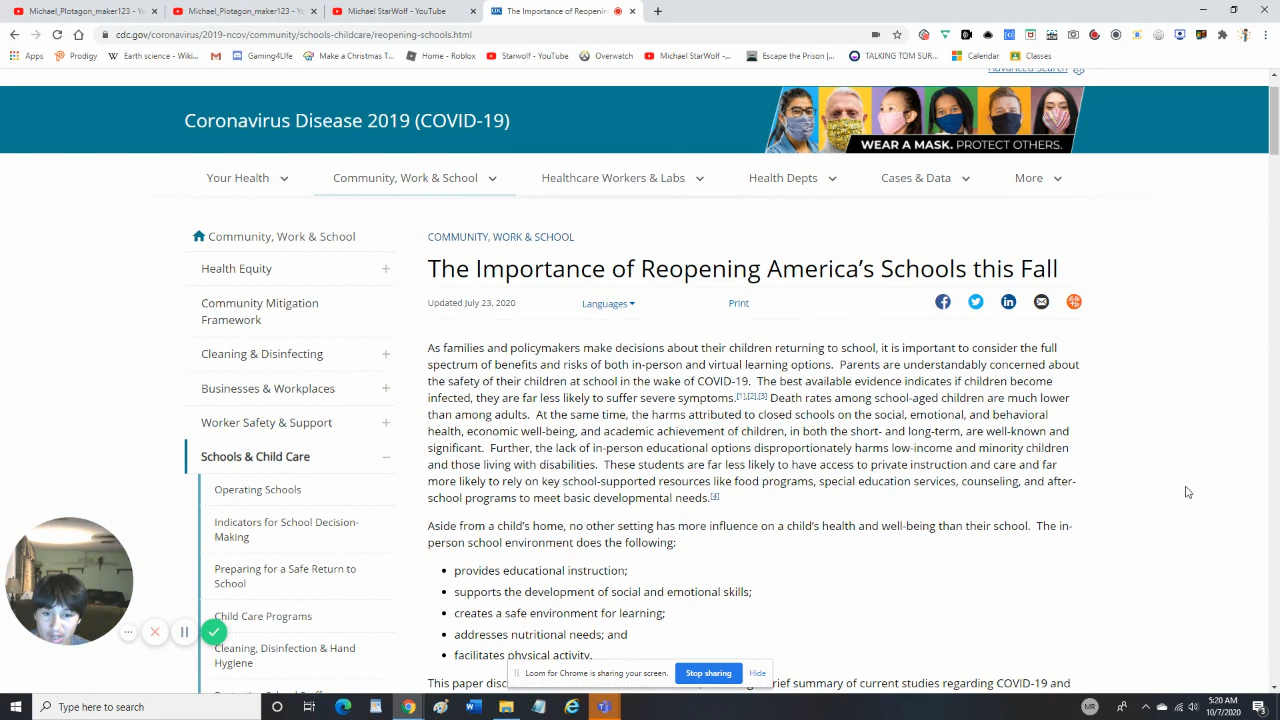 Michael_Plotagon_maker123 - Yo
Michael_Plotagon_maker123 - Yo
Michael StarWolf - YouTube
The Importance of Reopenin
cdc.gov/coronavirus/2019-ncov/community/schools-childcare/reopening-schools.html
Apps
Prodigy
Earth science - Wiki...
Gaming4Life
Make a Christmas T...
Home - Roblox
Starwolf - YouTube
Overwatch
Michael StarWolf -...
Escape the Prison |...
TALKING TOM SUR...
Calendar
Classes
Advanced Search
Coronavirus Disease 2019 (COVID-19)
WEAR A MASK. PROTECT OTHERS.
Your Health
Community, Work & School
Healthcare Workers & Labs
Health Depts
Cases & Data
More
Community, Work & School
Health Equity
Community Mitigation
Framework
Cleaning & Disinfecting
Businesses & Workplaces
Worker Safety & Support
Schools & Child Care
Operating Schools
Indicators for School Decision-
Making
Preparing for a Safe Return to
School
Child Care Programs
Cleaning, Disinfection & Hand
Hygiene
COMMUNITY, WORK & SCHOOL
The Importance of Reopening America's Schools this Fall
Updated July 23, 2020
Languages
Print
As families and policymakers make decisions about their children returning to school, it is important to consider the full
spectrum of benefits and risks of both in-person and virtual learning options. Parents are understandably concerned about
the safety of their children at school in the wake of COVID-19. The best available evidence indicates if children become
infected, they are far less likely to suffer severe symptoms.[1],[2],[3] Death rates among school-aged children are much lower
than among adults. At the same time, the harms attributed to closed schools on the social, emotional, and behavioral
health, economic well-being, and academic achievement of children, in both the short- and long-term, are well-known and
significant. Further, the lack of in-person educational options disproportionately harms low-income and minority children
and those living with disabilities. These students are far less likely to have access to private instruction and care and far
more likely to rely on key school-supported resources like food programs, special education services, counseling, and after-
school programs to meet basic developmental needs.[4]
Aside from a child's home, no other setting has more influence on a child's health and well-being than their school. The in-
person school environment does the following:
• provides educational instruction;
• supports the development of social and emotional skills;
• creates a safe environment for learning;
• addresses nutritional needs; and
• facilitates physical activity.
This paper disc
rief summary of current studies regarding COVID-19 and
Loom for Chrome is sharing your screen.
Stop sharing
Hide
Type here to search
MR
5:20 AM
10/7/2020